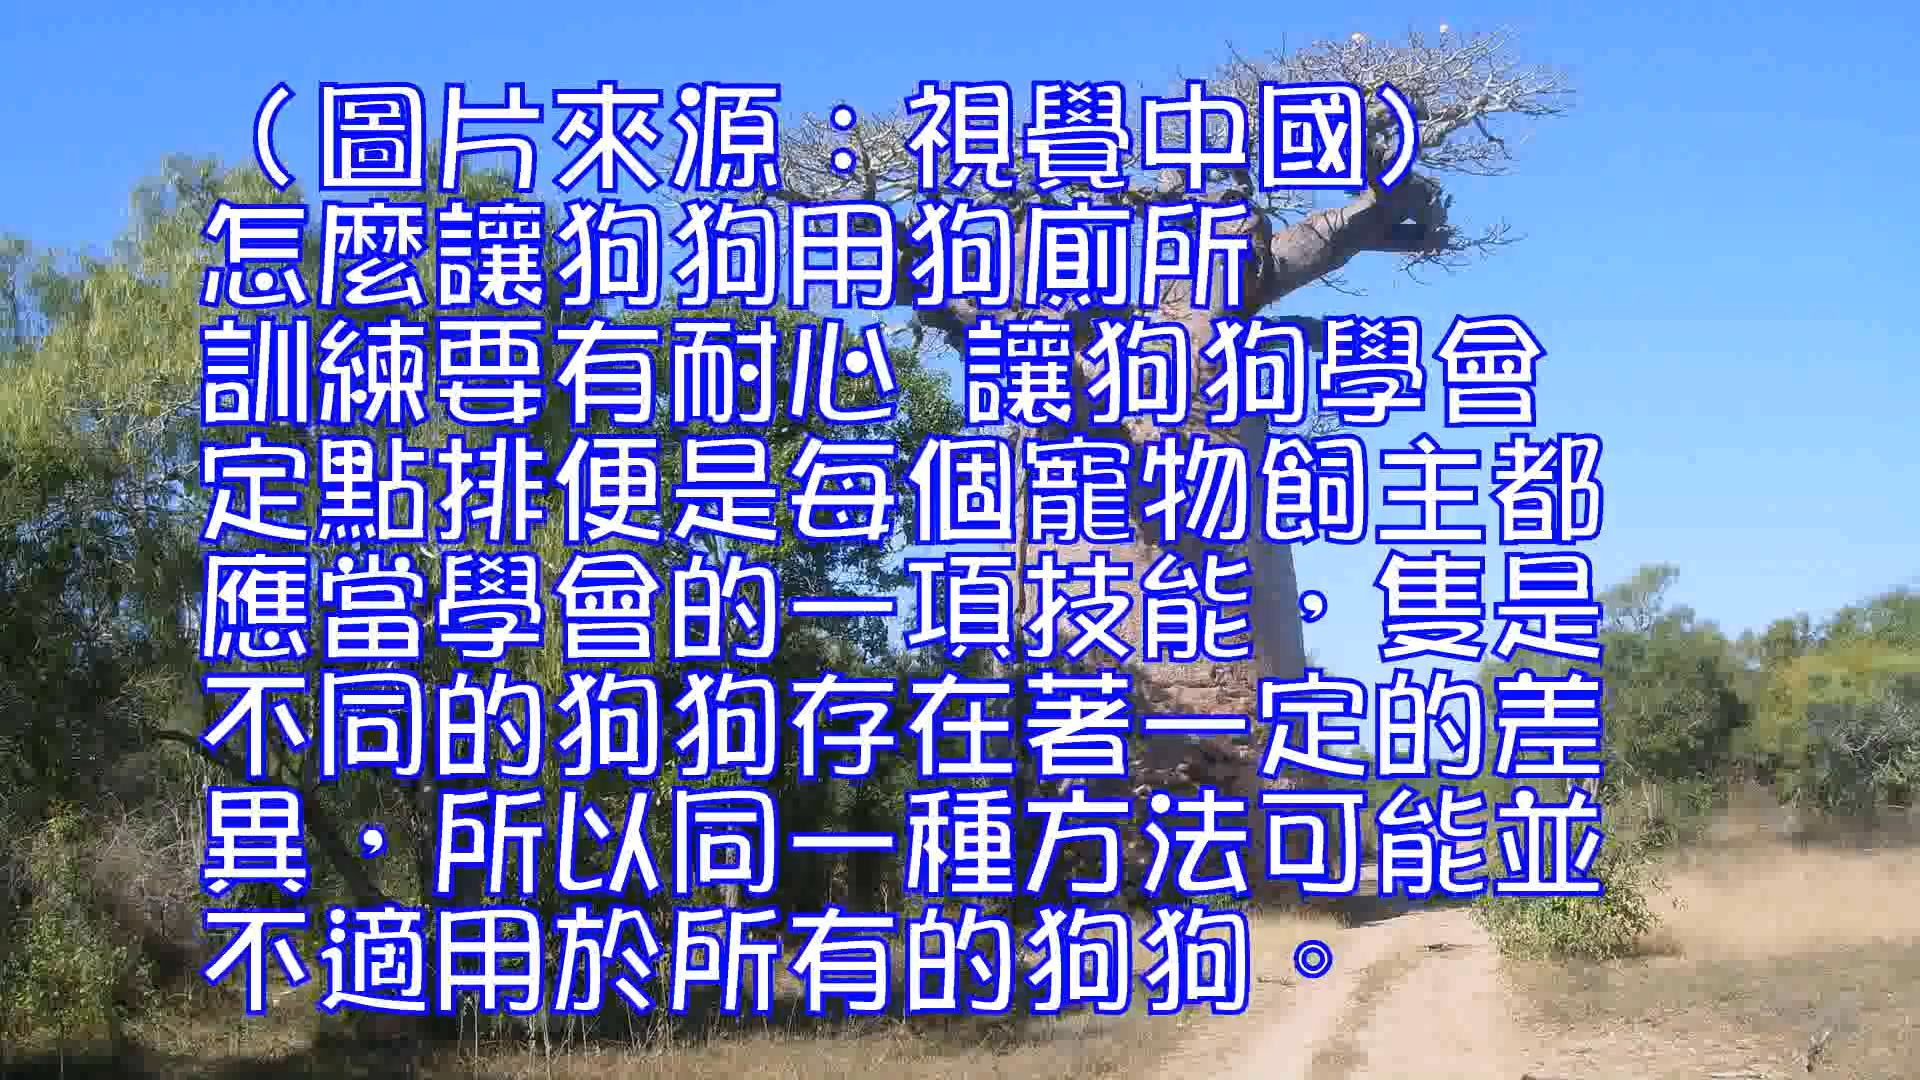 （圖片來源：視覺中國）
怎麼讓狗狗用狗廁所
訓練要有耐心 讓狗狗學會
定點排便是每個寵物飼主都
應當學會的一項技能，隻是
不同的狗狗存在著一定的差
異，所以同一種方法可能並
不適用於所有的狗狗。